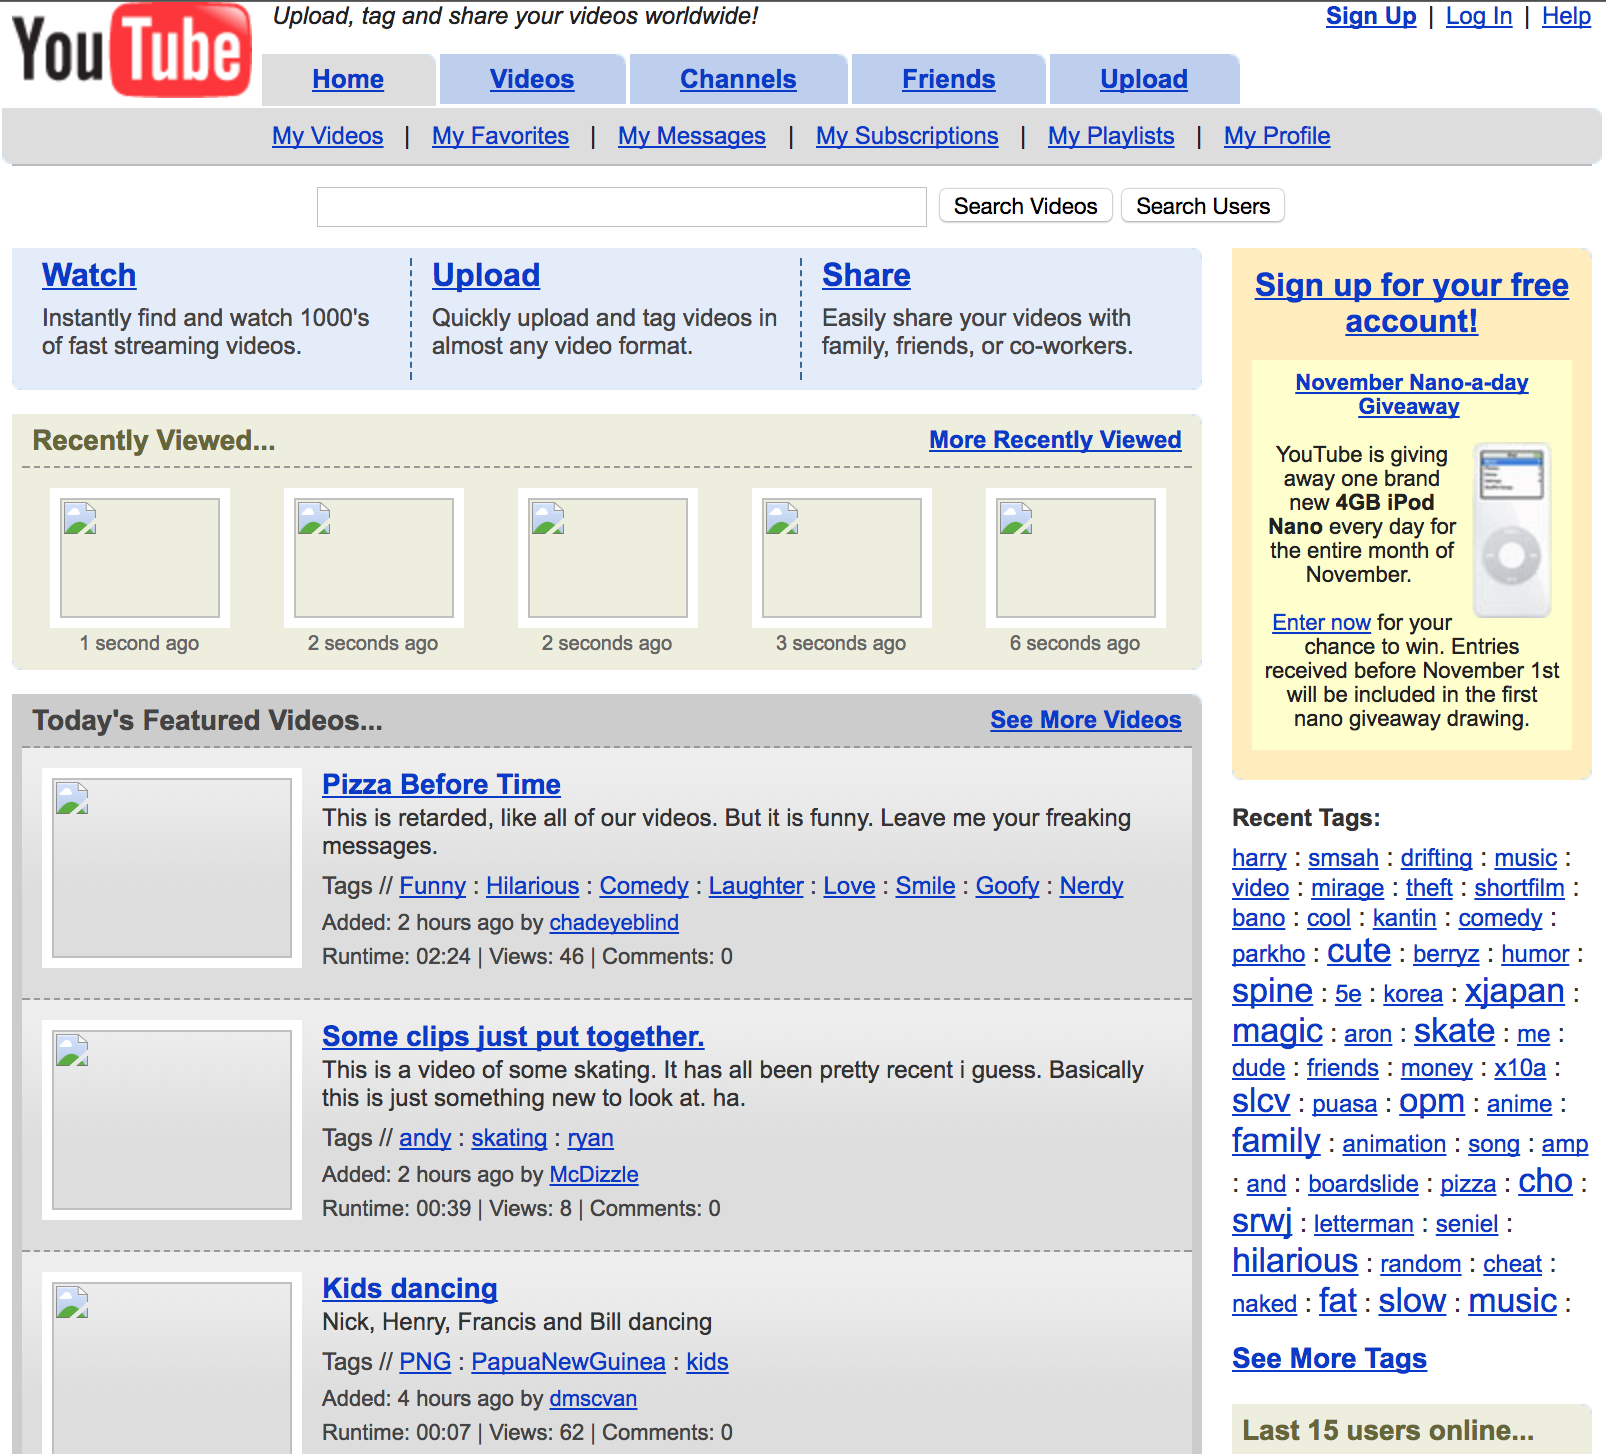 YouTube
Upload, tag and share your videos worldwide!
Sign Up | Log In | Help
Home Videos Channels Friends Upload
My Videos | My Favorites | My Messages | My Subscriptions | My Playlists | My Profile
Search Videos Search Users
Watch
Instantly find and watch 1000's
of fast streaming videos.
Upload
Quickly upload and tag videos in
almost any video format.
Share
Easily share your videos with
family, friends, or co-workers.
Recently Viewed...
More Recently Viewed
1 second ago
2 seconds ago
2 seconds ago
3 seconds ago
6 seconds ago
Today's Featured Videos...
See More Videos
Pizza Before Time
This is retarded, like all of our videos. But it is funny. Leave me your freaking
messages.
Tags // Funny : Hilarious : Comedy : Laughter : Love : Smile : Goofy : Nerdy
Added: 2 hours ago by chadeyeblind
Runtime: 02:24 | Views: 46 | Comments: 0
Some clips just put together.
This is a video of some skating. It has all been pretty recent i guess. Basically
this is just something new to look at. ha.
Tags // andy : skating : ryan
Added: 2 hours ago by McDizzle
Runtime: 00:39 | Views: 8 | Comments: 0
Kids dancing
Nick, Henry, Francis and Bill dancing
Tags // PNG : PapuaNewGuinea : kids
Added: 4 hours ago by dmscvan
Runtime: 00:07 | Views: 62 | Comments: 0
Sign up for your free
account!
November Nano-a-day
Giveaway
YouTube is giving
away one brand
new 4GB iPod
Nano every day for
the entire month of
November.
Enter now for your
chance to win. Entries
received before November 1st
will be included in the first
nano giveaway drawing.
Recent Tags:
harry : smsah : drifting : music :
video : mirage : theft : shortfilm :
bano : cool : kantin : comedy :
parkho : cute : berryz : humor :
spine : 5e : korea : xjapan :
magic : aron : skate : me :
dude : friends : money : x10a :
slcv : puasa : opm : anime :
family : animation : song : amp
: and : boardslide : pizza : cho :
srwj : letterman : seniel :
hilarious : random : cheat :
naked : fat : slow : music :
See More Tags
Last 15 users online...